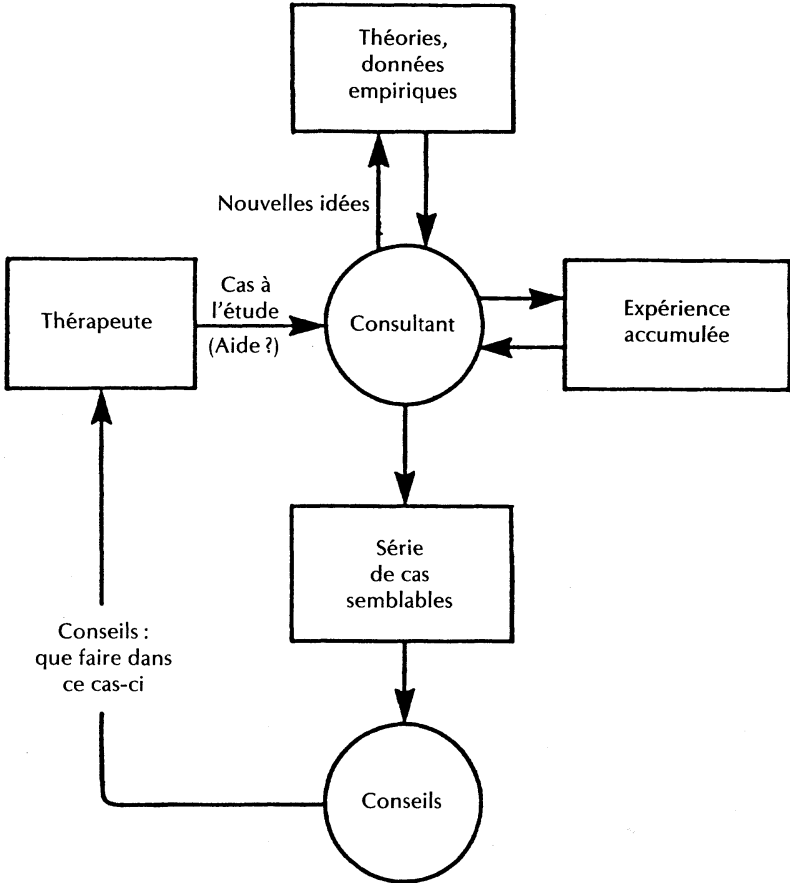 Théories,
données
empiriques
Nouvelles idées
Thérapeute
Cas à
l'étude
(Aide ?)
Consultant
Expérience
accumulée
Série
de cas
semblables
Conseils :
que faire dans
ce cas-ci
Conseils